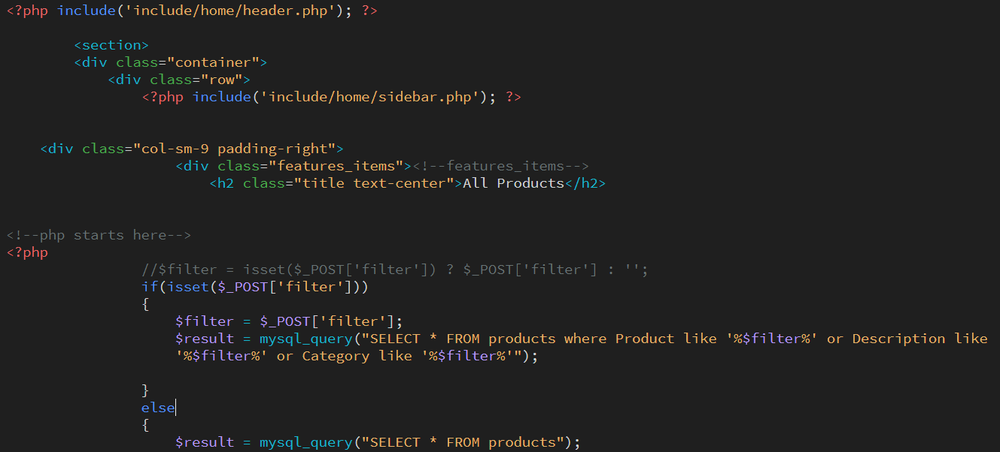 <?php include('include/home/header.php'); ?>
<section>
<div class="container">
<div class="row">
<?php include('include/home/sidebar.php'); ?>
<div class="col-sm-9 padding-right">
<div class="features_items"><!--features_items-->
<h2 class="title text-center">All Products</h2>
<!--php starts here-->
<?php
//$filter = isset($_POST['filter']) ? $_POST['filter'] : '';
if(isset($_POST['filter']))
{
$filter = $_POST['filter'];
$result = mysql_query("SELECT * FROM products where Product like '%$filter%' or Description like
'%$filter%' or Category like '%$filter%'");
}
else
{
$result = mysql_query("SELECT * FROM products");